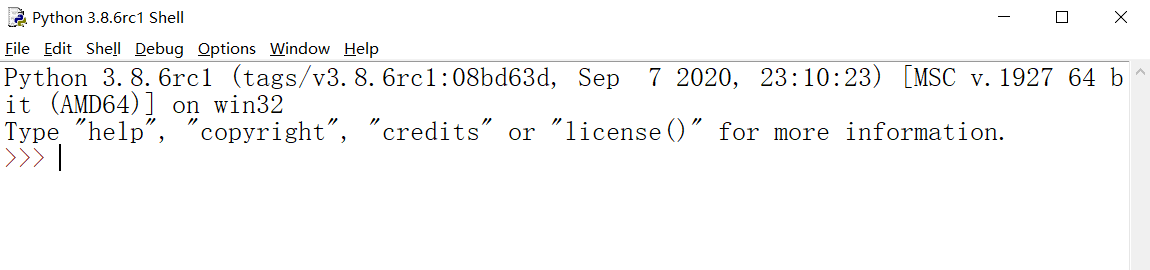 Python 3.8.6rc1 Shell
File Edit Shell Debug Options Window Help
Python 3.8.6rc1 (tags/v3.8.6rc1:08bd63d, Sep  7 2020, 23:10:23) [MSC v.1927 64 b
it (AMD64)] on win32
Type "help", "copyright", "credits" or "license()" for more information.
>>>